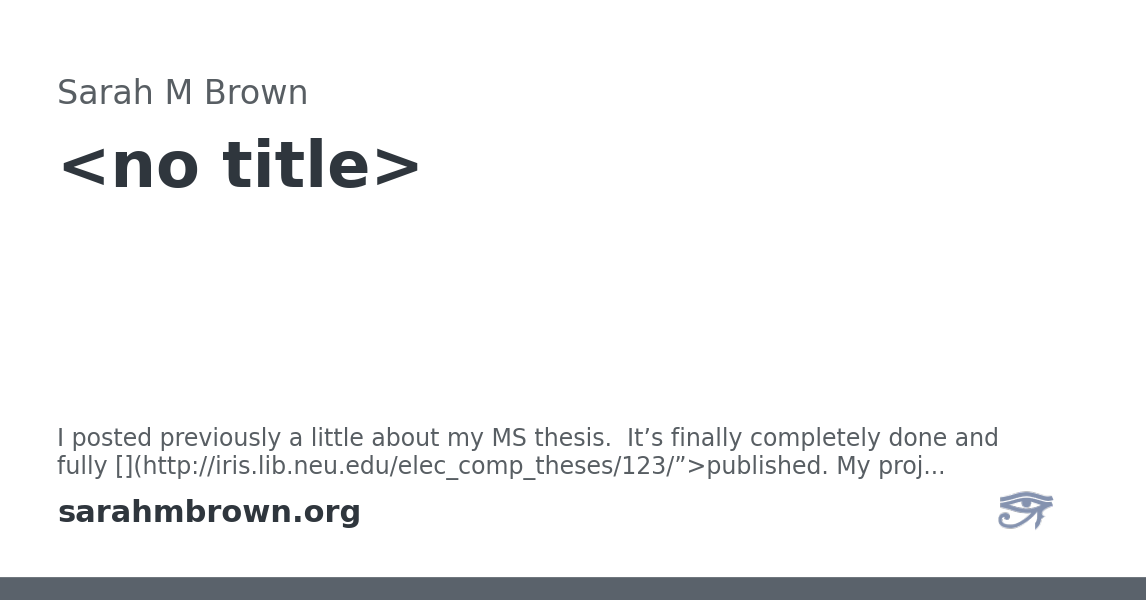 Sarah M Brown
<no title>
I posted previously a little about my MS thesis.  It’s finally completely done and
fully [](http://iris.lib.neu.edu/elec_comp_theses/123/”>published. My proj...
sarahmbrown.org